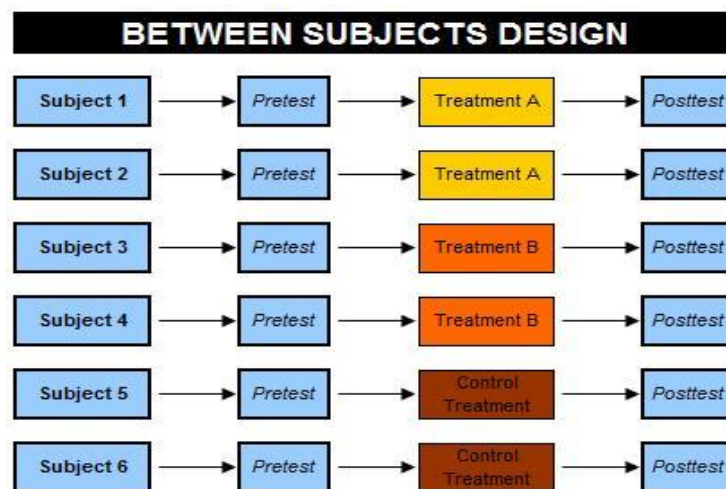 BETWEEN SUBJECTS DESIGN
Subject 1 Pretest Treatment A Posttest
Subject 2 Pretest Treatment A Posttest
Subject 3 Pretest Treatment B Posttest
Subject 4 Pretest Treatment B Posttest
Subject 5 Pretest Control Treatment Posttest
Subject 6 Pretest Control Treatment Posttest